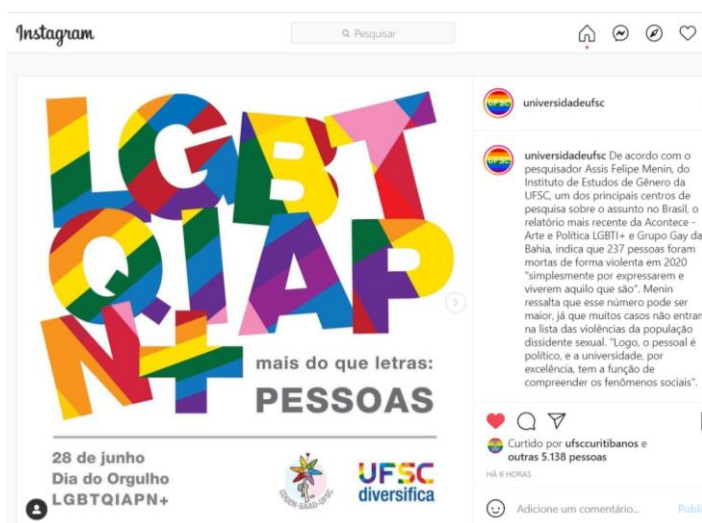 Instagram
Pesquisar
LGBT
QIAP
N+
mais do que letras:
PESSOAS
28 de junho
Dia do Orgulho
LGBTQIAPN+
CDGEN-SAAD-UFSC
UFSC
diversifica
UFSC
universidadeufsc
UFSC
universidadeufsc De acordo com o
pesquisador Assis Felipe Menin, do
Instituto de Estudos de Gênero da
UFSC, um dos principais centros de
pesquisa sobre o assunto no Brasil, o
relatório mais recente da Acontece -
Arte e Política LGBTI+ e Grupo Gay da
Bahia, indica que 237 pessoas foram
mortas de forma violenta em 2020
"simplesmente por expressarem e
viverem aquilo que são". Menin
ressalta que esse número pode ser
maior, já que muitos casos não entram
na lista das violências da população
dissidente sexual. "Logo, o pessoal é
político, e a universidade, por
excelência, tem a função de
compreender os fenômenos sociais".
Curtido por ufsccuritibanos e
outras 5.138 pessoas
HÁ 6 HORAS
Adicione um comentário...
Publi